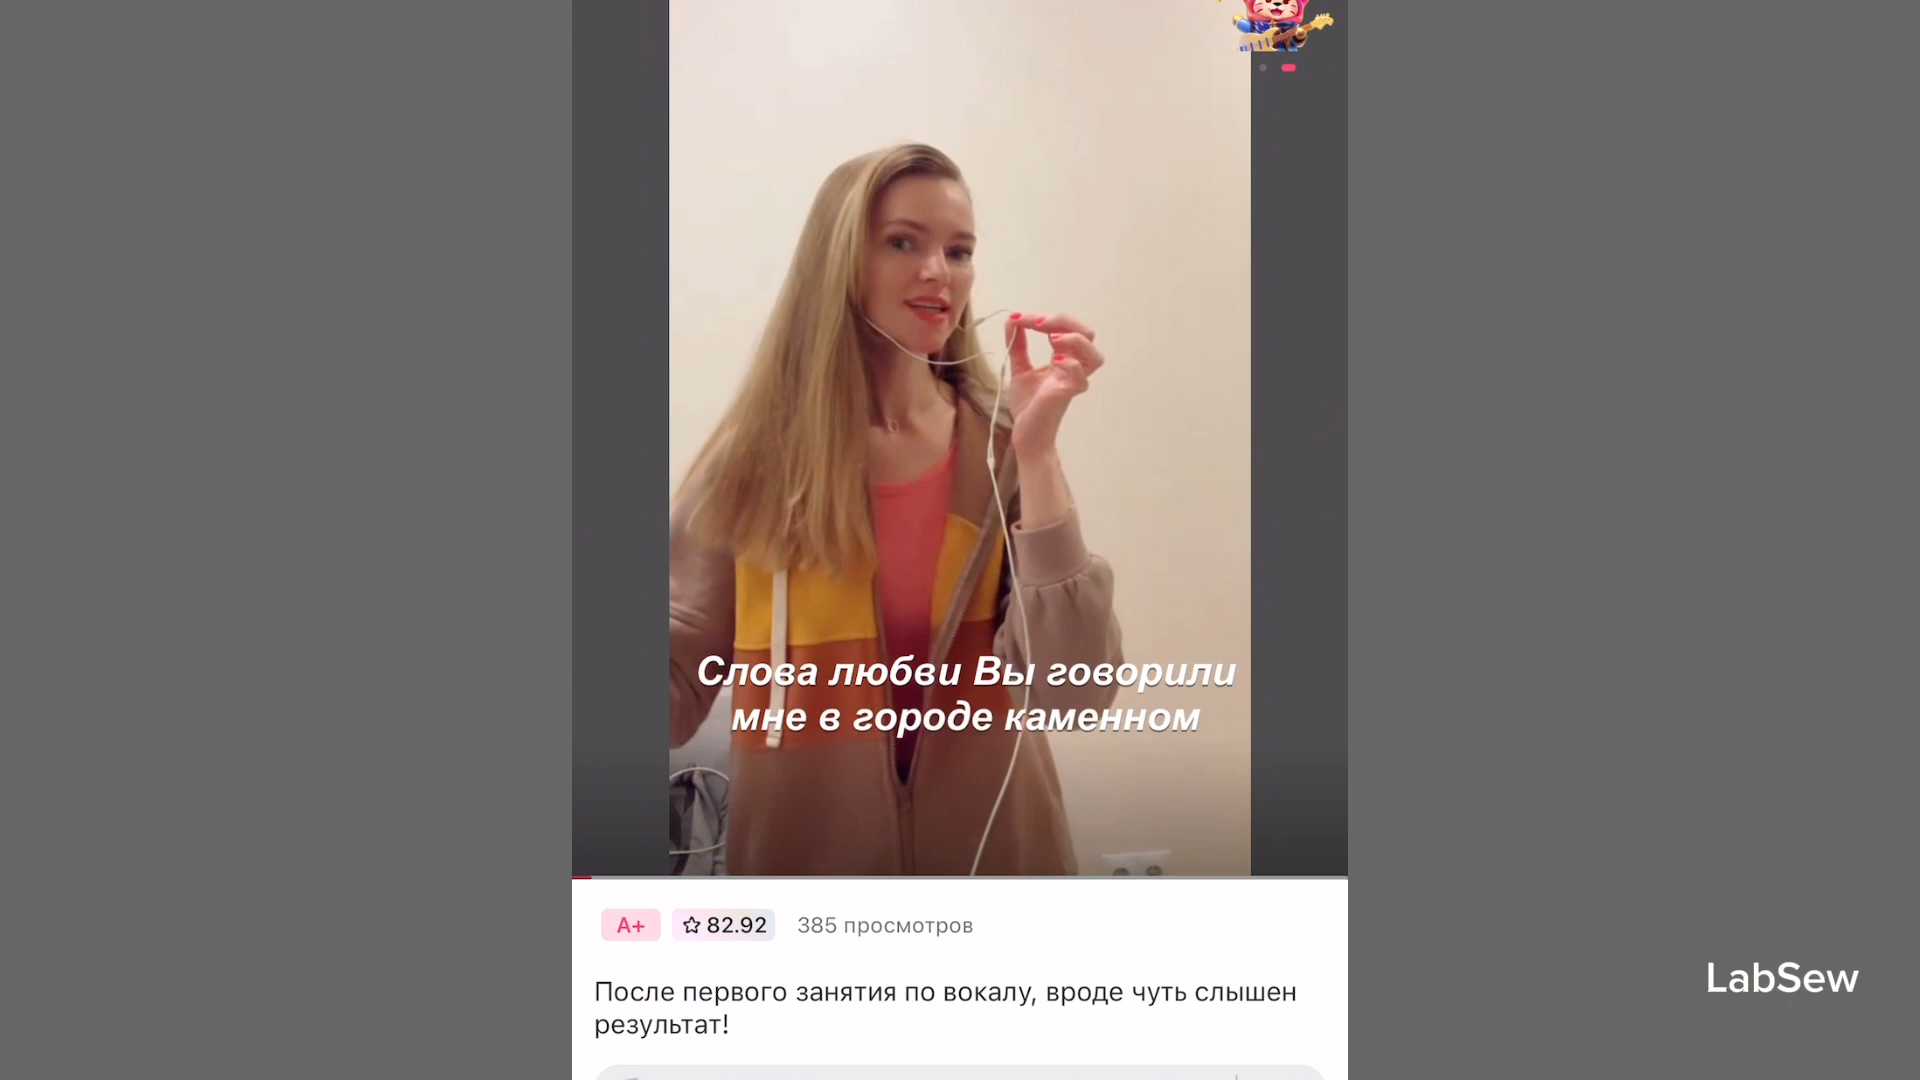 Слова любви Вы говорили
мне в городе каменном
A+
82.92
385 просмотров
После первого занятия по вокалу, вроде чуть слышен
результат!
LabSew